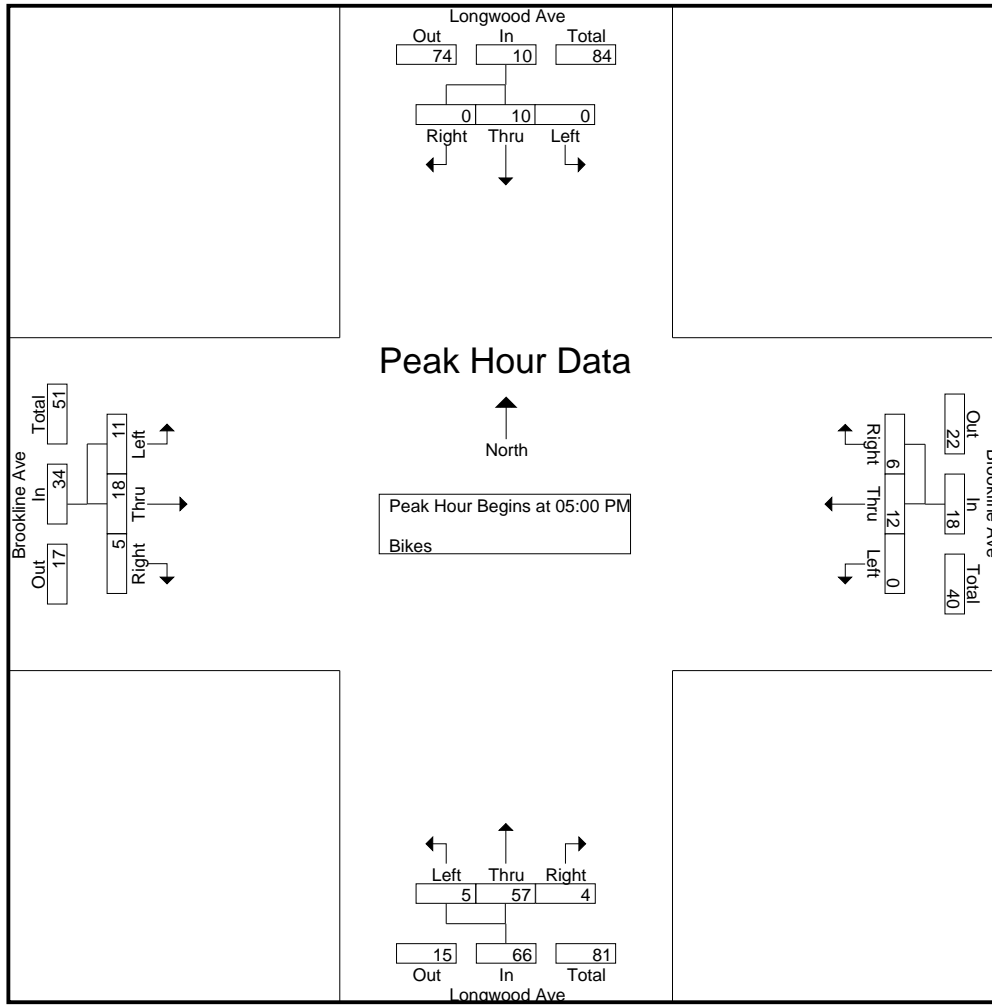 Longwood Ave
Out In Total
74 10 84
0 10 0
Right Thru Left
Peak Hour Data
North
Peak Hour Begins at 05:00 PM
Bikes
Brookline Ave
Out In Total
17 34 51
5 18 11
Right Thru Left
Brookline Ave
Out In Total
22 18 40
6 12 0
Right Thru Left
Left Thru Right
5 57 4
15 66 81
Out In Total
Longwood Ave